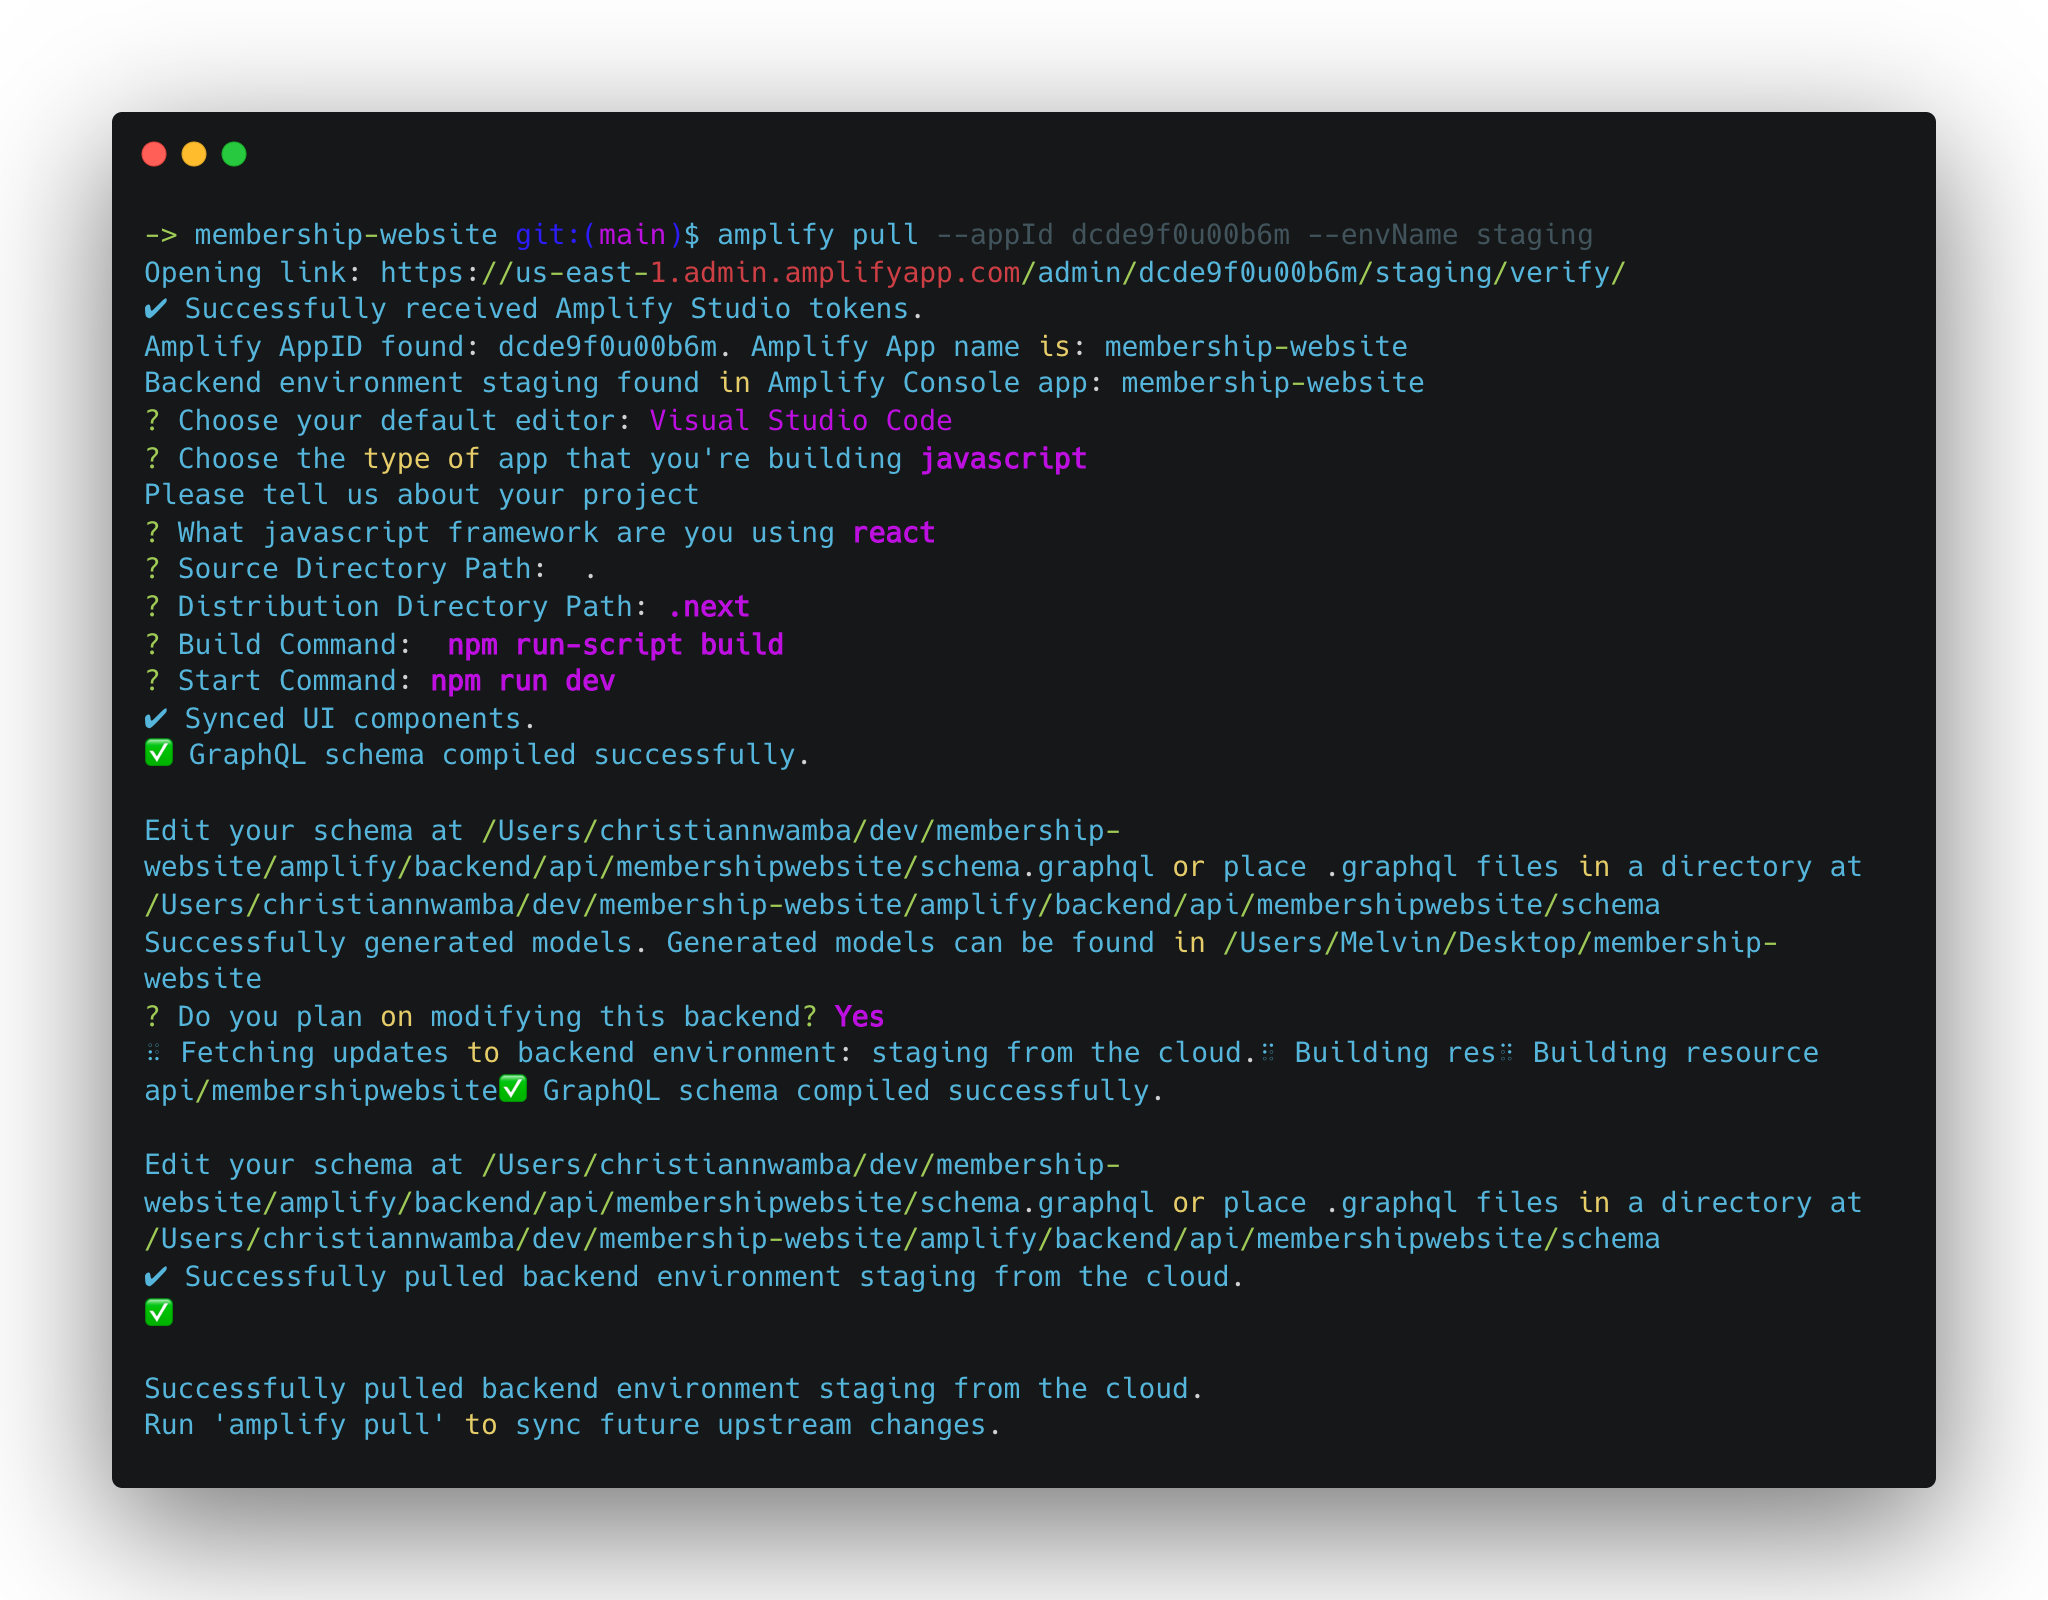 -> membership-website git:(main)$ amplify pull --appId dcde9f0u00b6m --envName staging
Opening link: https://us-east-1.admin.amplifyapp.com/admin/dcde9f0u00b6m/staging/verify/
✔ Successfully received Amplify Studio tokens.
Amplify AppID found: dcde9f0u00b6m. Amplify App name is: membership-website
Backend environment staging found in Amplify Console app: membership-website
? Choose your default editor: Visual Studio Code
? Choose the type of app that you're building javascript
Please tell us about your project
? What javascript framework are you using react
? Source Directory Path:  .
? Distribution Directory Path: .next
? Build Command:  npm run-script build
? Start Command: npm run dev
✔ Synced UI components.
✅ GraphQL schema compiled successfully.

Edit your schema at /Users/christiannwamba/dev/membership-
website/amplify/backend/api/membershipwebsite/schema.graphql or place .graphql files in a directory at
/Users/christiannwamba/dev/membership-website/amplify/backend/api/membershipwebsite/schema
Successfully generated models. Generated models can be found in /Users/Melvin/Desktop/membership-
website
? Do you plan on modifying this backend? Yes
⠴ Fetching updates to backend environment: staging from the cloud.⠋ Building res⠙ Building resource
api/membershipwebsite✅ GraphQL schema compiled successfully.

Edit your schema at /Users/christiannwamba/dev/membership-
website/amplify/backend/api/membershipwebsite/schema.graphql or place .graphql files in a directory at
/Users/christiannwamba/dev/membership-website/amplify/backend/api/membershipwebsite/schema
✔ Successfully pulled backend environment staging from the cloud.
✅

Successfully pulled backend environment staging from the cloud.
Run 'amplify pull' to sync future upstream changes.